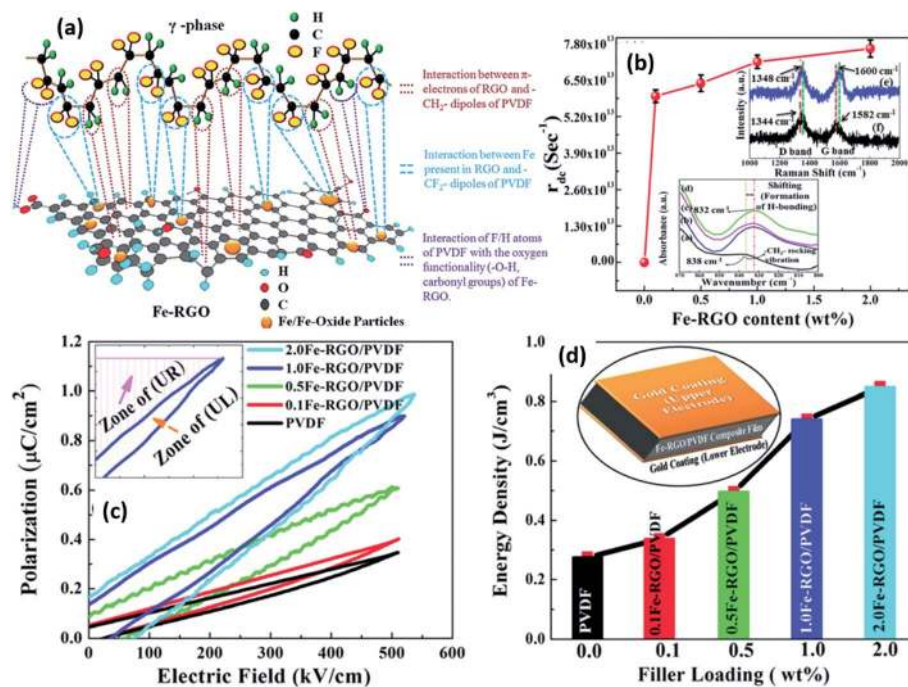 (a)
γ-phase
H
C
F
Interaction between π-
electrons of RGO and -
CH₂- dipoles of PVDF
Interaction between Fe
present in RGO and -
CF₂- dipoles of PVDF
Interaction of F/H atoms
of PVDF with the oxygen
functionality (-O-H,
carbonyl groups) of Fe-
RGO.
Fe-RGO
H
O
C
Fe/Fe-Oxide Particles
(b)
7.80x10¹³
6.50x10¹³
5.20x10¹³
3.90x10¹³
2.60x10¹³
1.30x10¹³
0.00
r_dc (Sec⁻¹)
0.0 0.5 1.0 1.5 2.0
Fe-RGO content (wt%)
Intensity (a.u.)
1348 cm⁻¹
1600 cm⁻¹
(e)
1344 cm⁻¹
1582 cm⁻¹
(f)
D band
G band
1000 1200 1400 1600 1800 2000
Raman Shift (cm⁻¹)
Absorbance (a.u.)
(d)
(c)
(b)
(a)
832 cm⁻¹
838 cm⁻¹
Shifting
(Formation
of H-bonding)
-CH₂- rocking
vibration
Wavenumber (cm⁻¹)
(c)
Polarization (μC/cm²)
1.2
1.0
0.8
0.6
0.4
0.2
0.0
Zone of (UR)
Zone of (UL)
2.0Fe-RGO/PVDF
1.0Fe-RGO/PVDF
0.5Fe-RGO/PVDF
0.1Fe-RGO/PVDF
PVDF
0 100 200 300 400 500 600
Electric Field (kV/cm)
(d)
Energy Density (J/cm³)
1.0
0.8
0.6
0.4
0.2
0.0
Gold Coating
(Upper
Electrode)
Fe-RGO/PVDF Composite Film
Gold Coating (Lower Electrode)
PVDF
0.1Fe-RGO/PVDF
0.5Fe-RGO/PVDF
1.0Fe-RGO/PVDF
2.0Fe-RGO/PVDF
0.0 0.1 0.5 1.0 2.0
Filler Loading ( wt%)